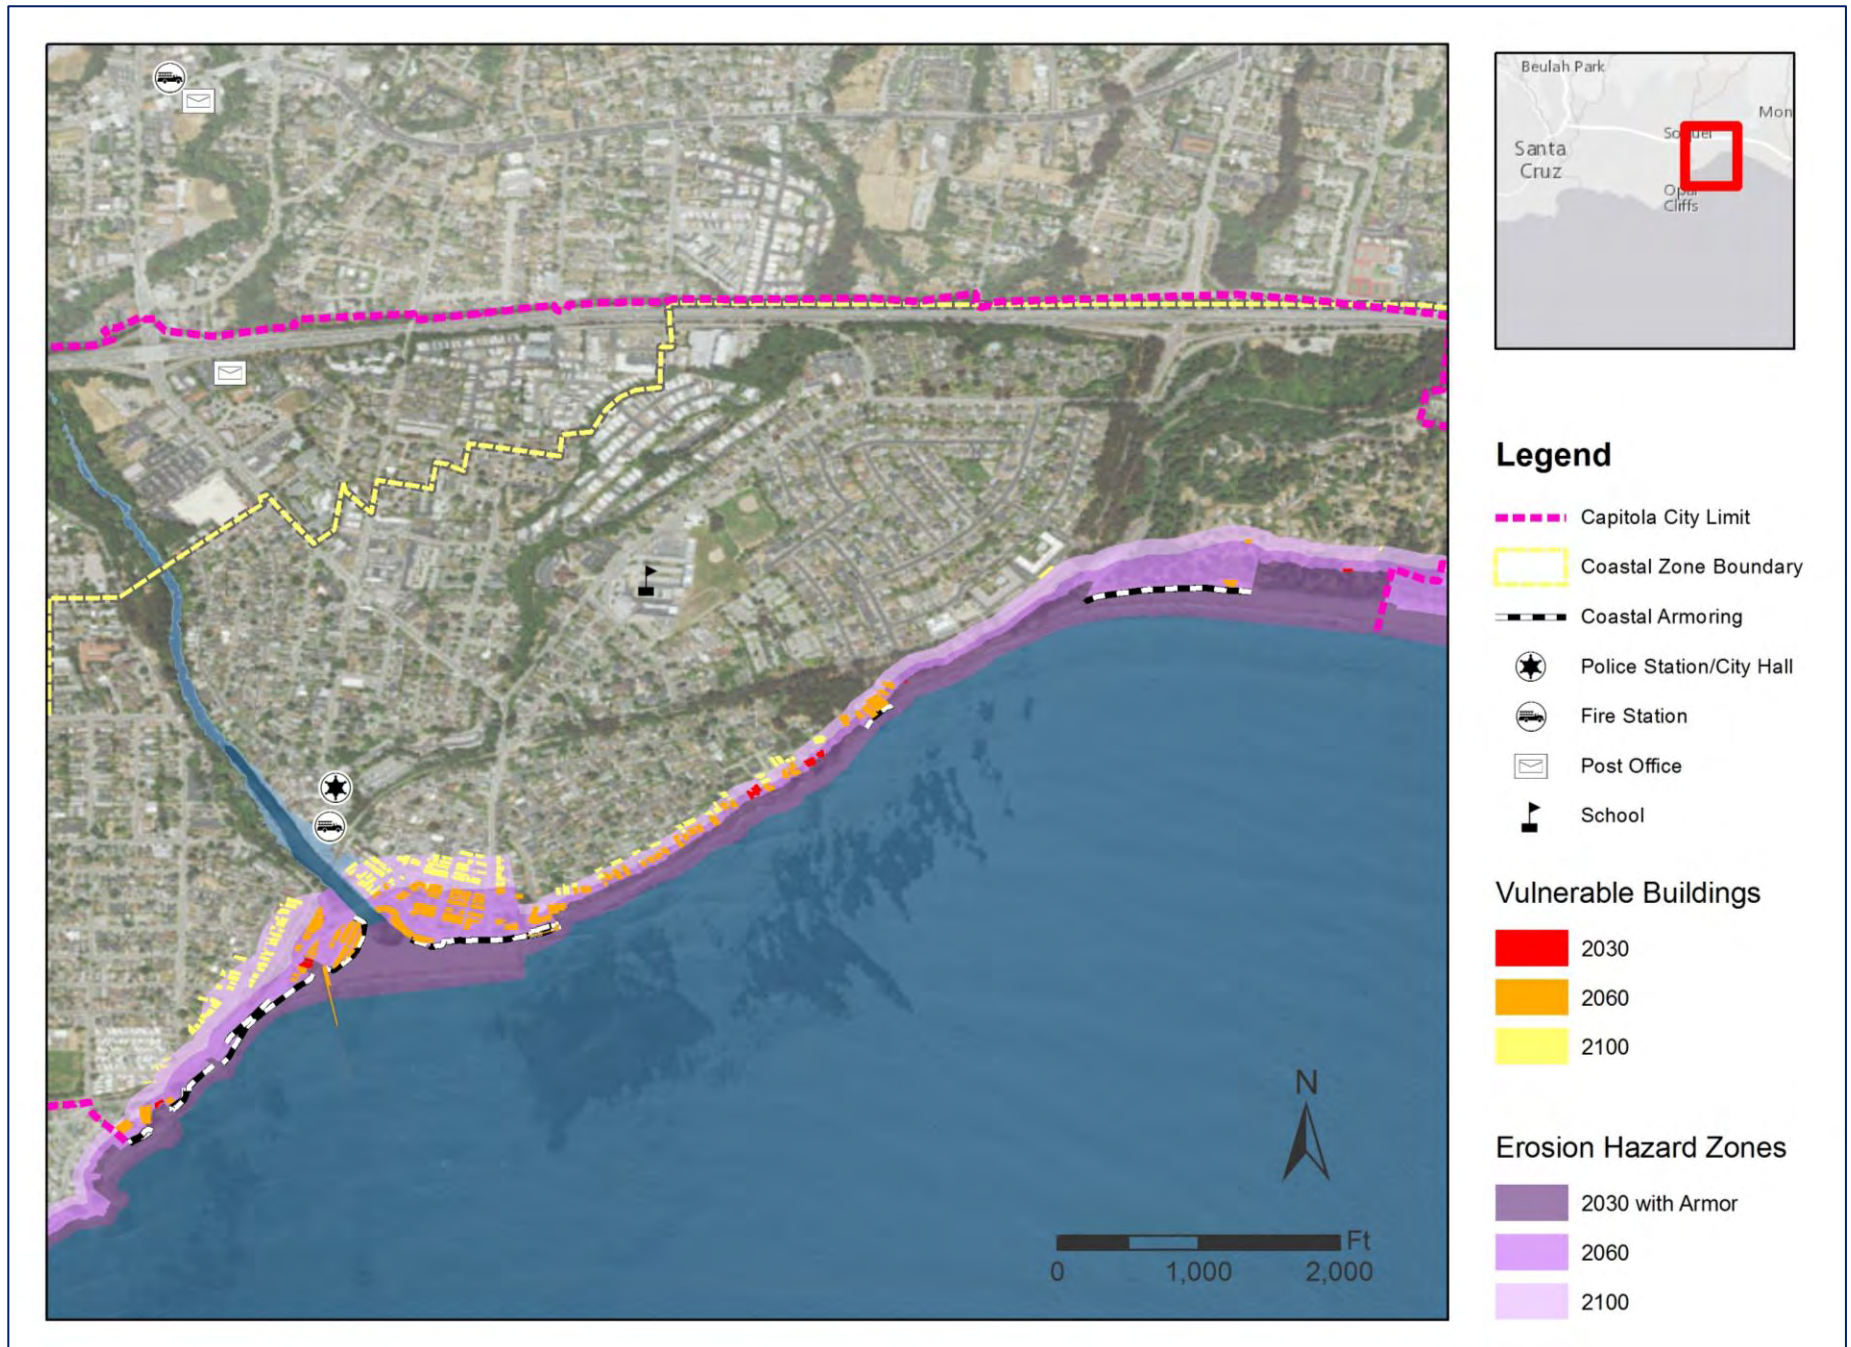 Beulah Park
Mon
Santa
Cruz
Cliffs
Legend
Capitola City Limit
Coastal Zone Boundary
Coastal Armoring
Police Station/City Hall
Fire Station
Post Office
School
Vulnerable Buildings
2030
2060
2100
Erosion Hazard Zones
2030 with Armor
2060
2100
N
Ft
0 1,000 2,000